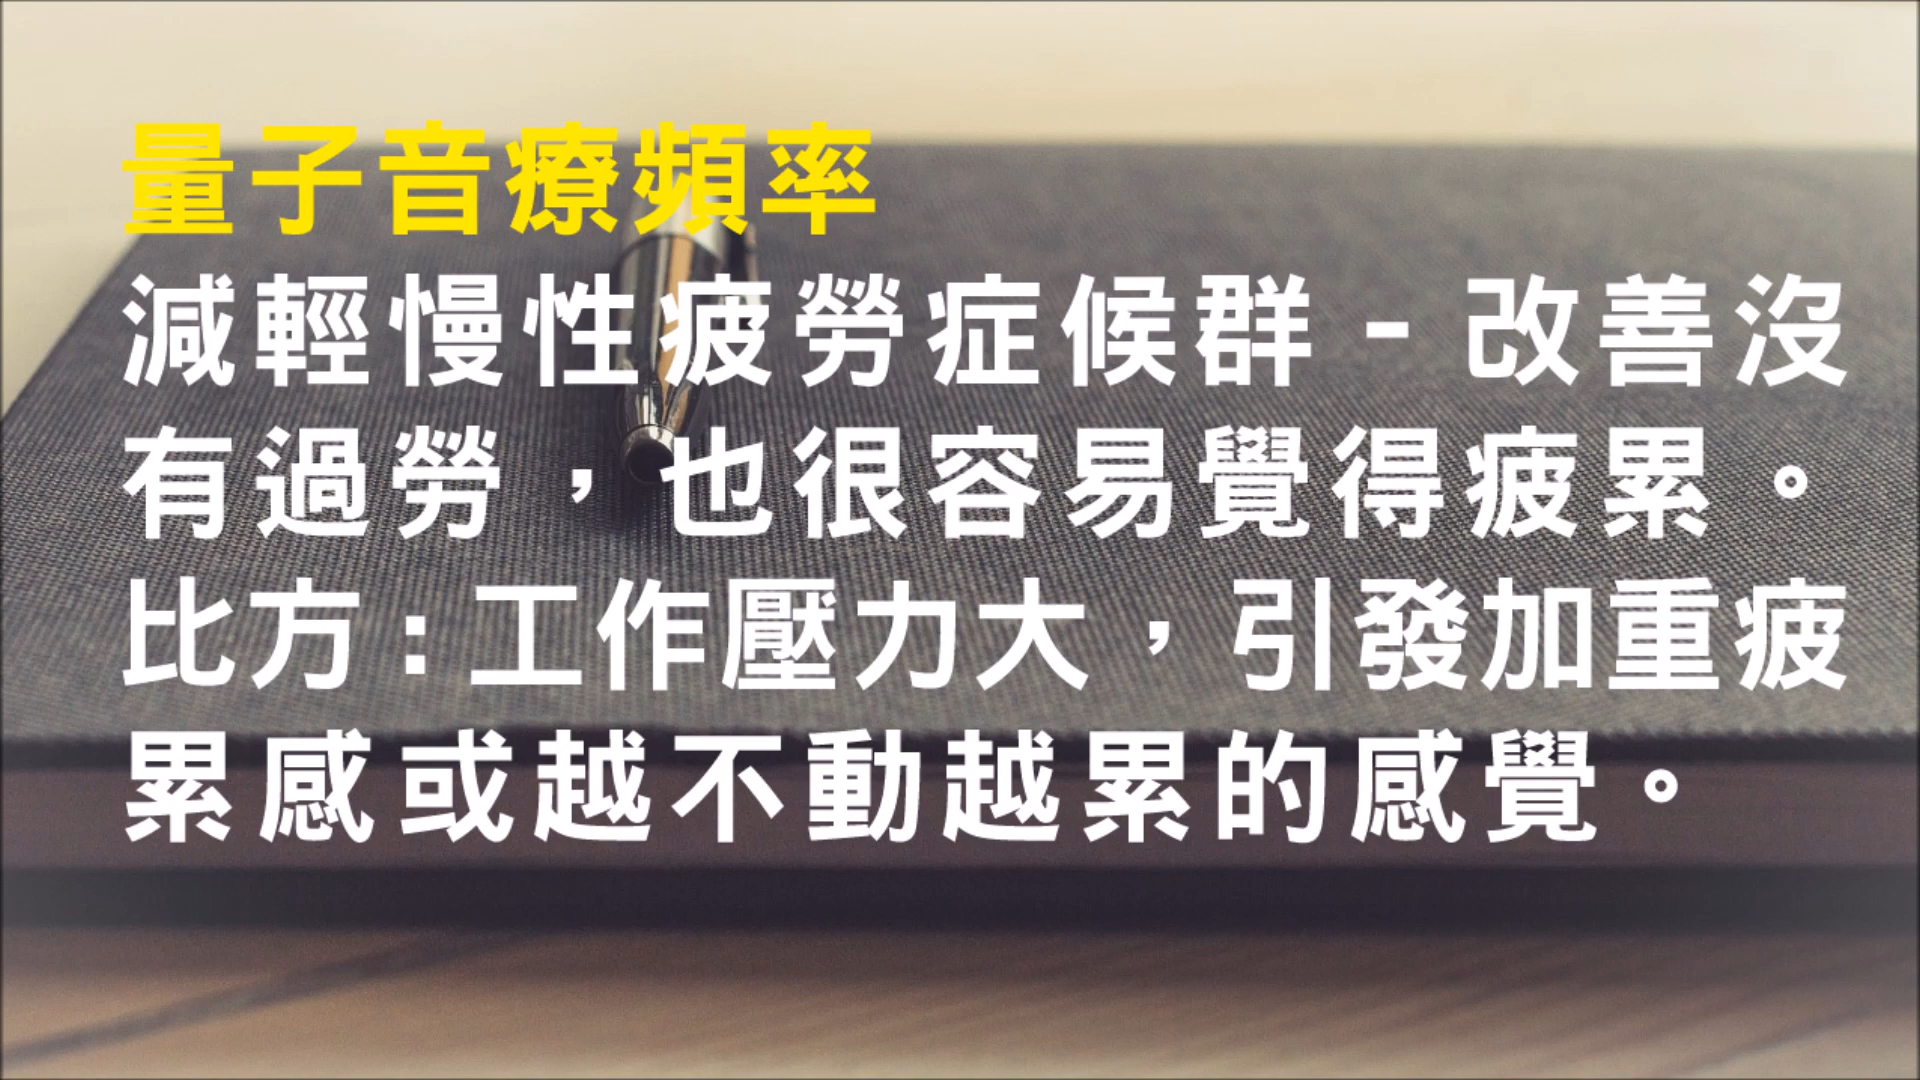 量子音療頻率
減輕慢性疲勞症候群 - 改善沒
有過勞，也很容易覺得疲累。
比方:工作壓力大，引發加重疲
累感或越不動越累的感覺。